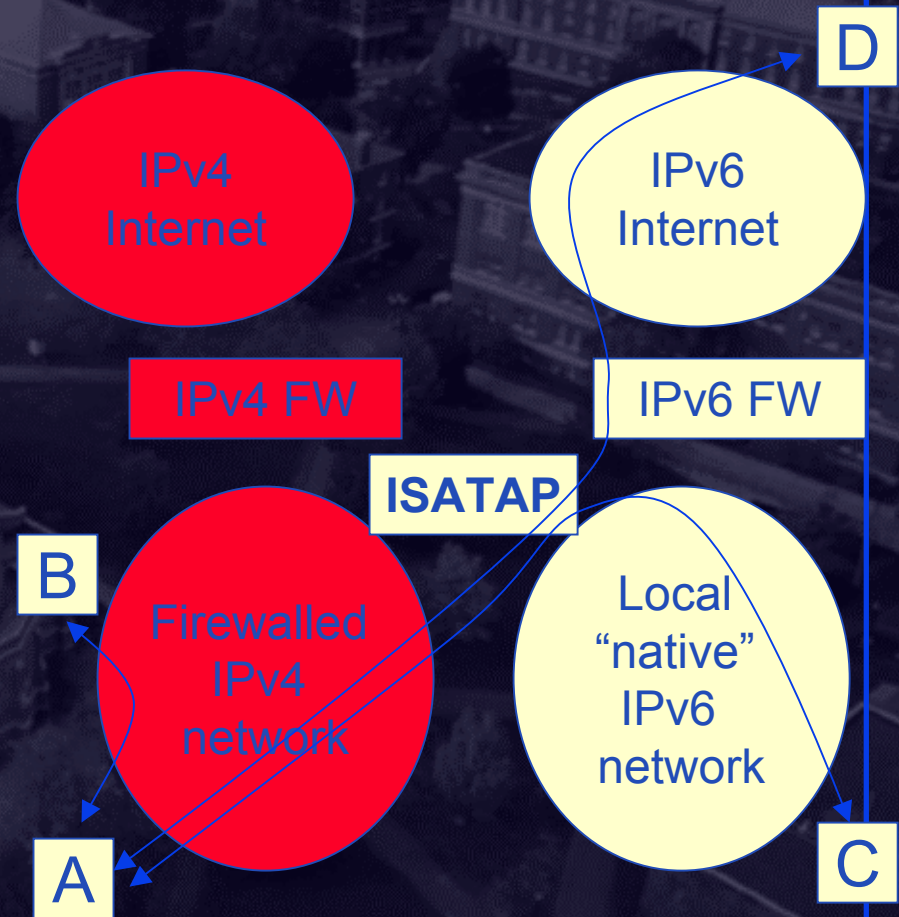 D
IPv4
Internet
IPv6
Internet
IPv4 FW
IPv6 FW
ISATAP
B
Firewalled
IPv4
network
Local
“native”
IPv6
network
A
C